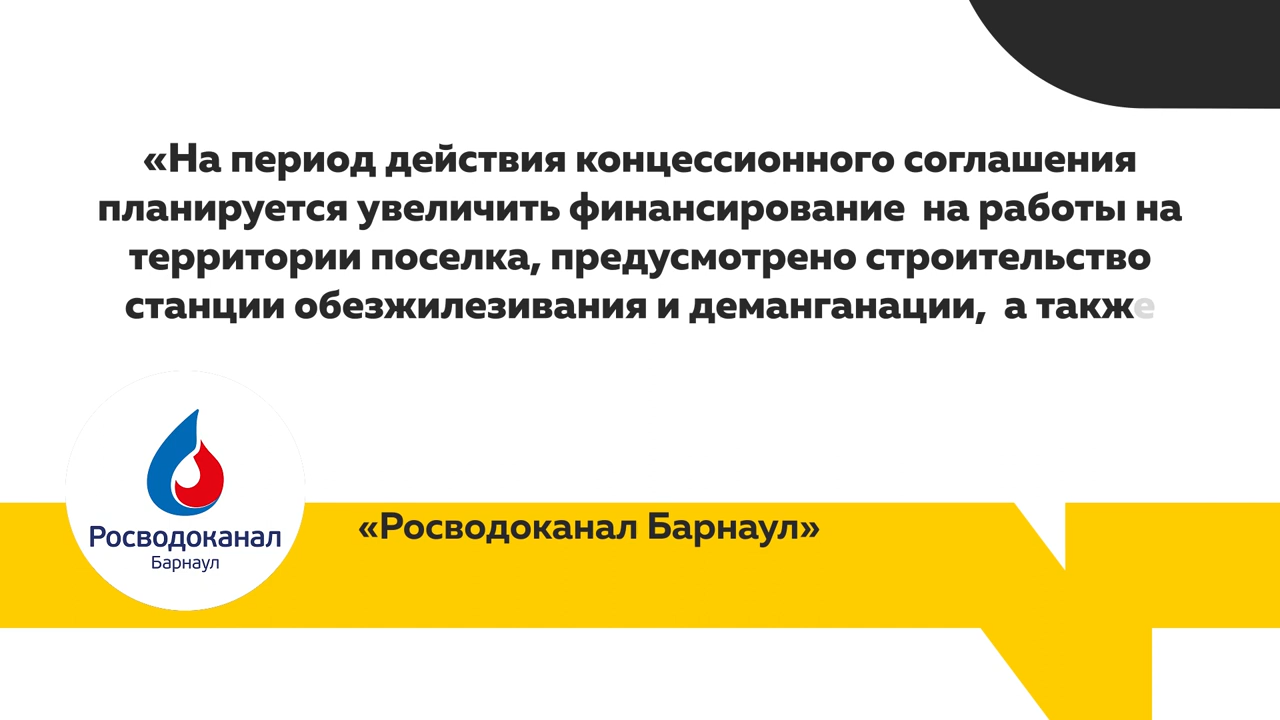 «На период действия концессионного соглашения
планируется увеличить финансирование  на работы на
территории поселка, предусмотрено строительство
станции обезжилезивания и деманганации,  а также
Росводоканал
Барнаул
«Росводоканал Барнаул»